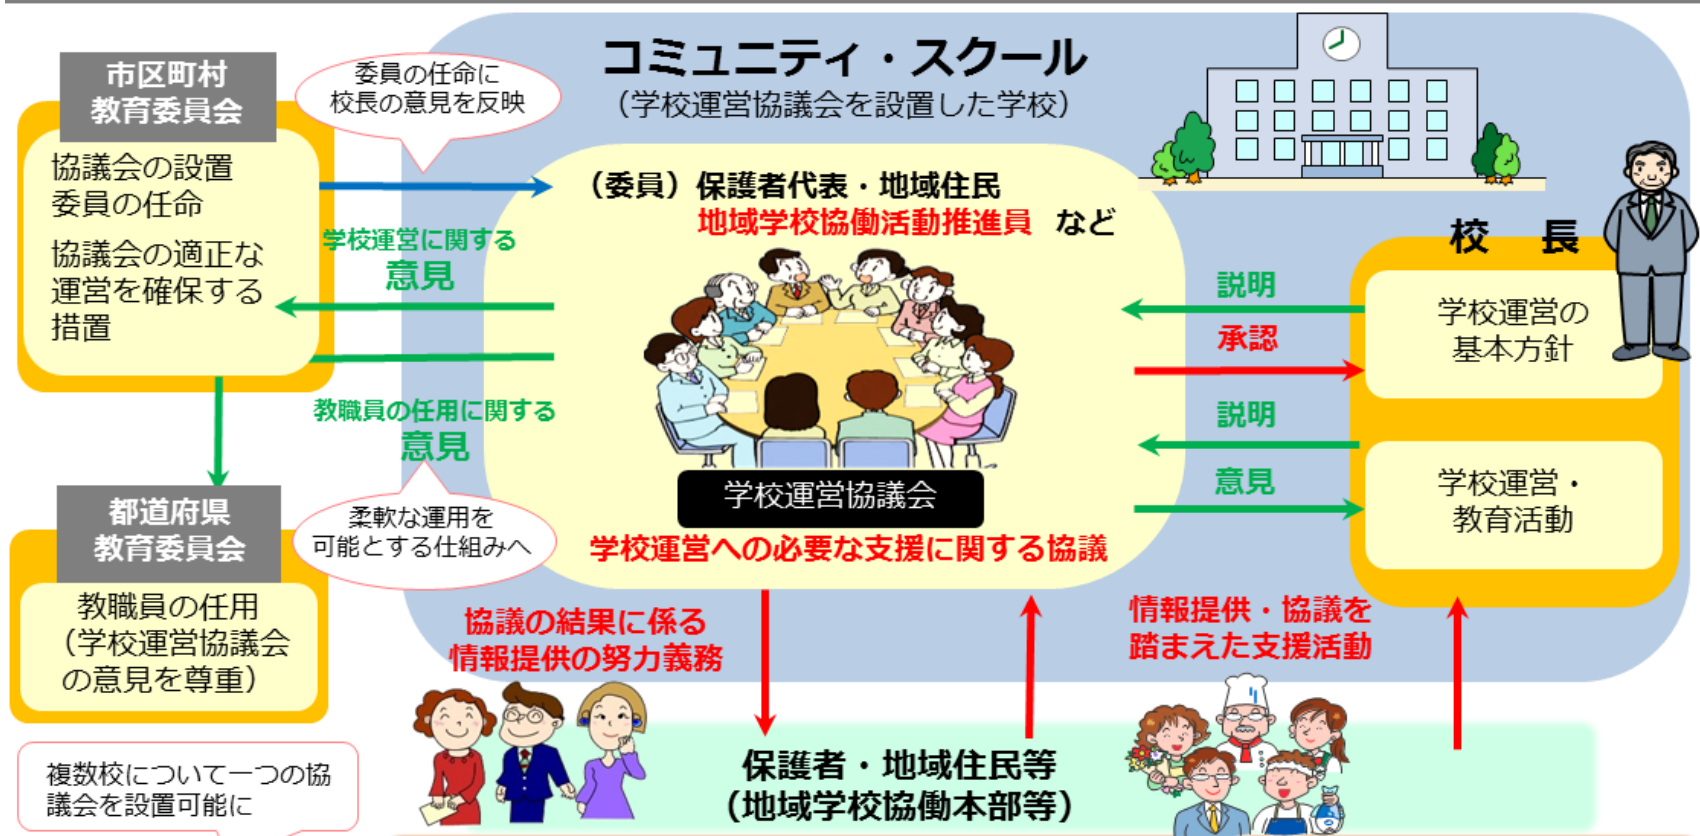 コミュニティ・スクール
（学校運営協議会を設置した学校）
市区町村
教育委員会
協議会の設置
委員の任命
協議会の適正な
運営を確保する
措置
委員の任命に
校長の意見を反映
（委員）保護者代表・地域住民
地域学校協働活動推進員 など
学校運営に関する
意見
教職員の任用に関する
意見
柔軟な運用を
可能とする仕組みへ
学校運営協議会
学校運営への必要な支援に関する協議
校 長
説明
承認
学校運営の
基本方針
説明
意見
学校運営・
教育活動
都道府県
教育委員会
教職員の任用
（学校運営協議会
の意見を尊重）
協議の結果に係る
情報提供の努力義務
情報提供・協議を
踏まえた支援活動
保護者・地域住民等
（地域学校協働本部等）
複数校について一つの協
議会を設置可能に